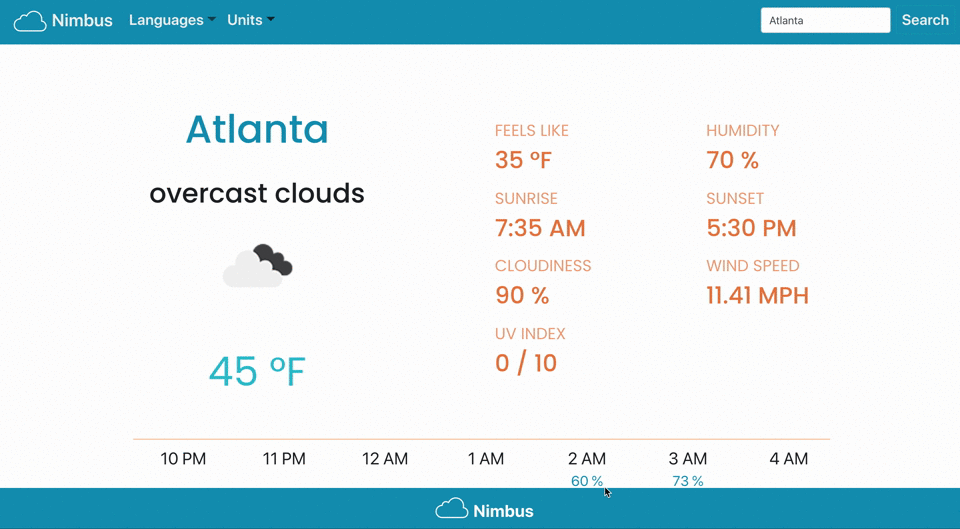 Nimbus Languages Units Atlanta Search
Atlanta
overcast clouds
45 °F
FEELS LIKE HUMIDITY
35 °F 70 %
SUNRISE SUNSET
7:35 AM 5:30 PM
CLOUDINESS WIND SPEED
90 % 11.41 MPH
UV INDEX
0 / 10
10 PM 11 PM 12 AM 1 AM 2 AM 3 AM 4 AM
60 % 73 %
Nimbus